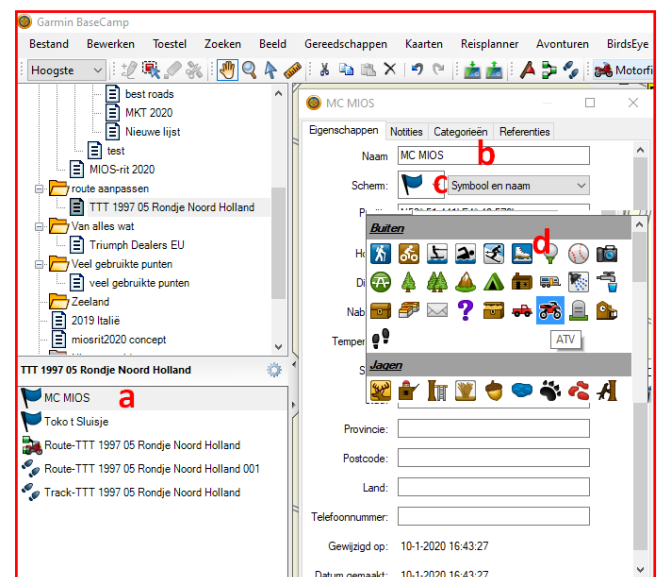 Garmin BaseCamp
Bestand Bewerken Toestel Zoeken Beeld Gereedschappen Kaarten Reisplanner Avonturen BirdsEye
Hoogste
Motorfi
best roads
MKT 2020
Nieuwe lijst
test
MIOS-rit 2020
route aanpassen
TTT 1997 05 Rondje Noord Holland
Van alles wat
Triumph Dealers EU
Veel gebruikte punten
veel gebruikte punten
Zeeland
2019 Italië
miosrit2020 concept
TTT 1997 05 Rondje Noord Holland
MC MIOS a
Toko t Sluisje
Route-TTT 1997 05 Rondje Noord Holland
Route-TTT 1997 05 Rondje Noord Holland 001
Track-TTT 1997 05 Rondje Noord Holland
MC MIOS
Eigenschappen Notities Categorieën Referenties
Naam MC MIOS b
Scherm: c Symbool en naam
Buiten
d
Nab
ATV
Temper
Jagen
Provincie:
Postcode:
Land:
Telefoonnummer:
Gewijzigd op: 10-1-2020 16:43:27
Datum gemaakt: 10-1-2020 16:43:27